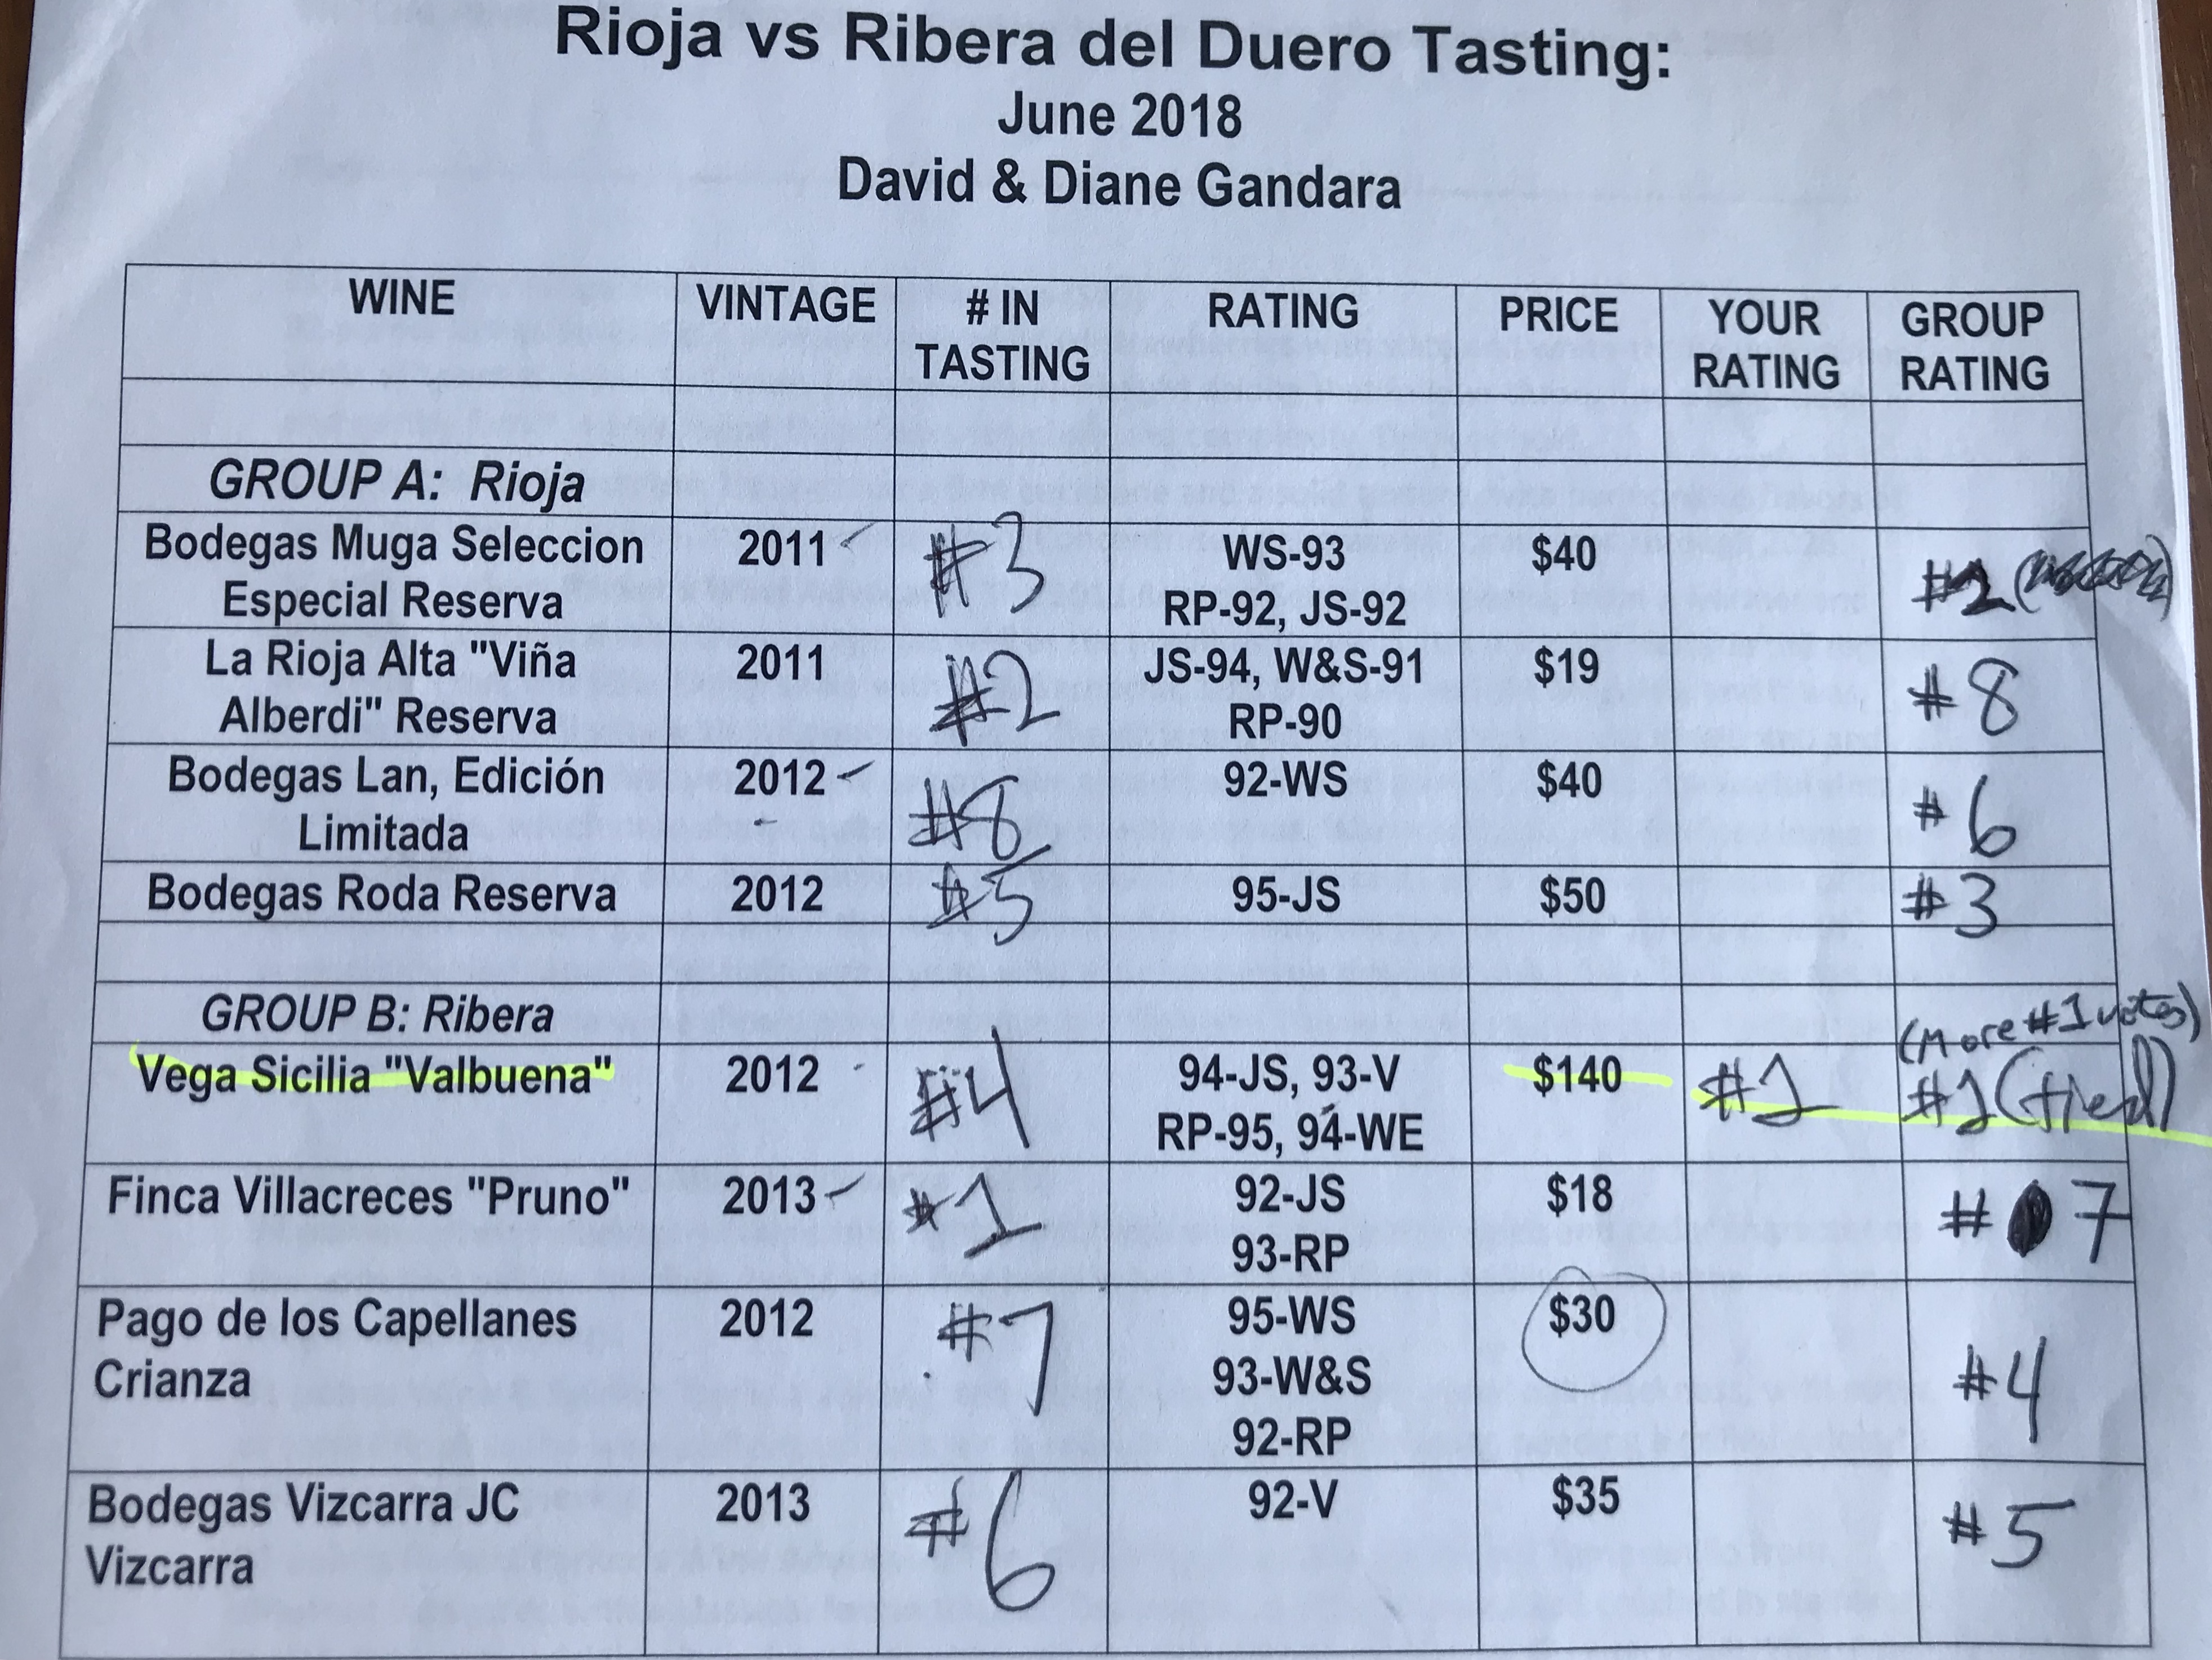 Rioja vs Ribera del Duero Tasting:
June 2018
David & Diane Gandara
WINE VINTAGE # IN TASTING RATING PRICE YOUR RATING GROUP RATING
GROUP A: Rioja
Bodegas Muga Seleccion 2011 #3 WS-93 $40 #2
Especial Reserva RP-92, JS-92
La Rioja Alta "Viña 2011 #2 JS-94, W&S-91 $19 #8
Alberdi" Reserva RP-90
Bodegas Lan, Edición 2012 #8 92-WS $40 #6
Limitada
Bodegas Roda Reserva 2012 #5 95-JS $50 #3
GROUP B: Ribera
(More #1 votes)
Vega Sicilia "Valbuena" 2012 #4 94-JS, 93-V $140 #1 #1 (tied)
RP-95, 94-WE
Finca Villacreces "Pruno" 2013 #1 92-JS $18 # 7
93-RP
Pago de los Capellanes 2012 #7 95-WS $30 #4
Crianza 93-W&S
92-RP
Bodegas Vizcarra JC 2013 #6 92-V $35 #5
Vizcarra